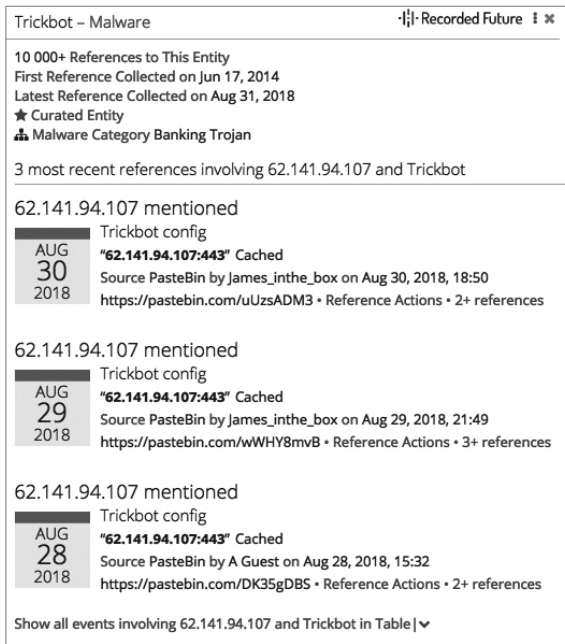 Trickbot – Malware
Recorded Future
10 000+ References to This Entity
First Reference Collected on Jun 17, 2014
Latest Reference Collected on Aug 31, 2018
Curated Entity
Malware Category Banking Trojan
3 most recent references involving 62.141.94.107 and Trickbot
62.141.94.107 mentioned
AUG
30
2018
Trickbot config
"62.141.94.107:443" Cached
Source PasteBin by James_inthe_box on Aug 30, 2018, 18:50
https://pastebin.com/uUzsADM3 • Reference Actions • 2+ references
62.141.94.107 mentioned
AUG
29
2018
Trickbot config
"62.141.94.107:443" Cached
Source PasteBin by James_inthe_box on Aug 29, 2018, 21:49
https://pastebin.com/wWHY8mvB • Reference Actions • 3+ references
62.141.94.107 mentioned
AUG
28
2018
Trickbot config
"62.141.94.107:443" Cached
Source PasteBin by A Guest on Aug 28, 2018, 15:32
https://pastebin.com/DK35gDBS • Reference Actions • 2+ references
Show all events involving 62.141.94.107 and Trickbot in Table|